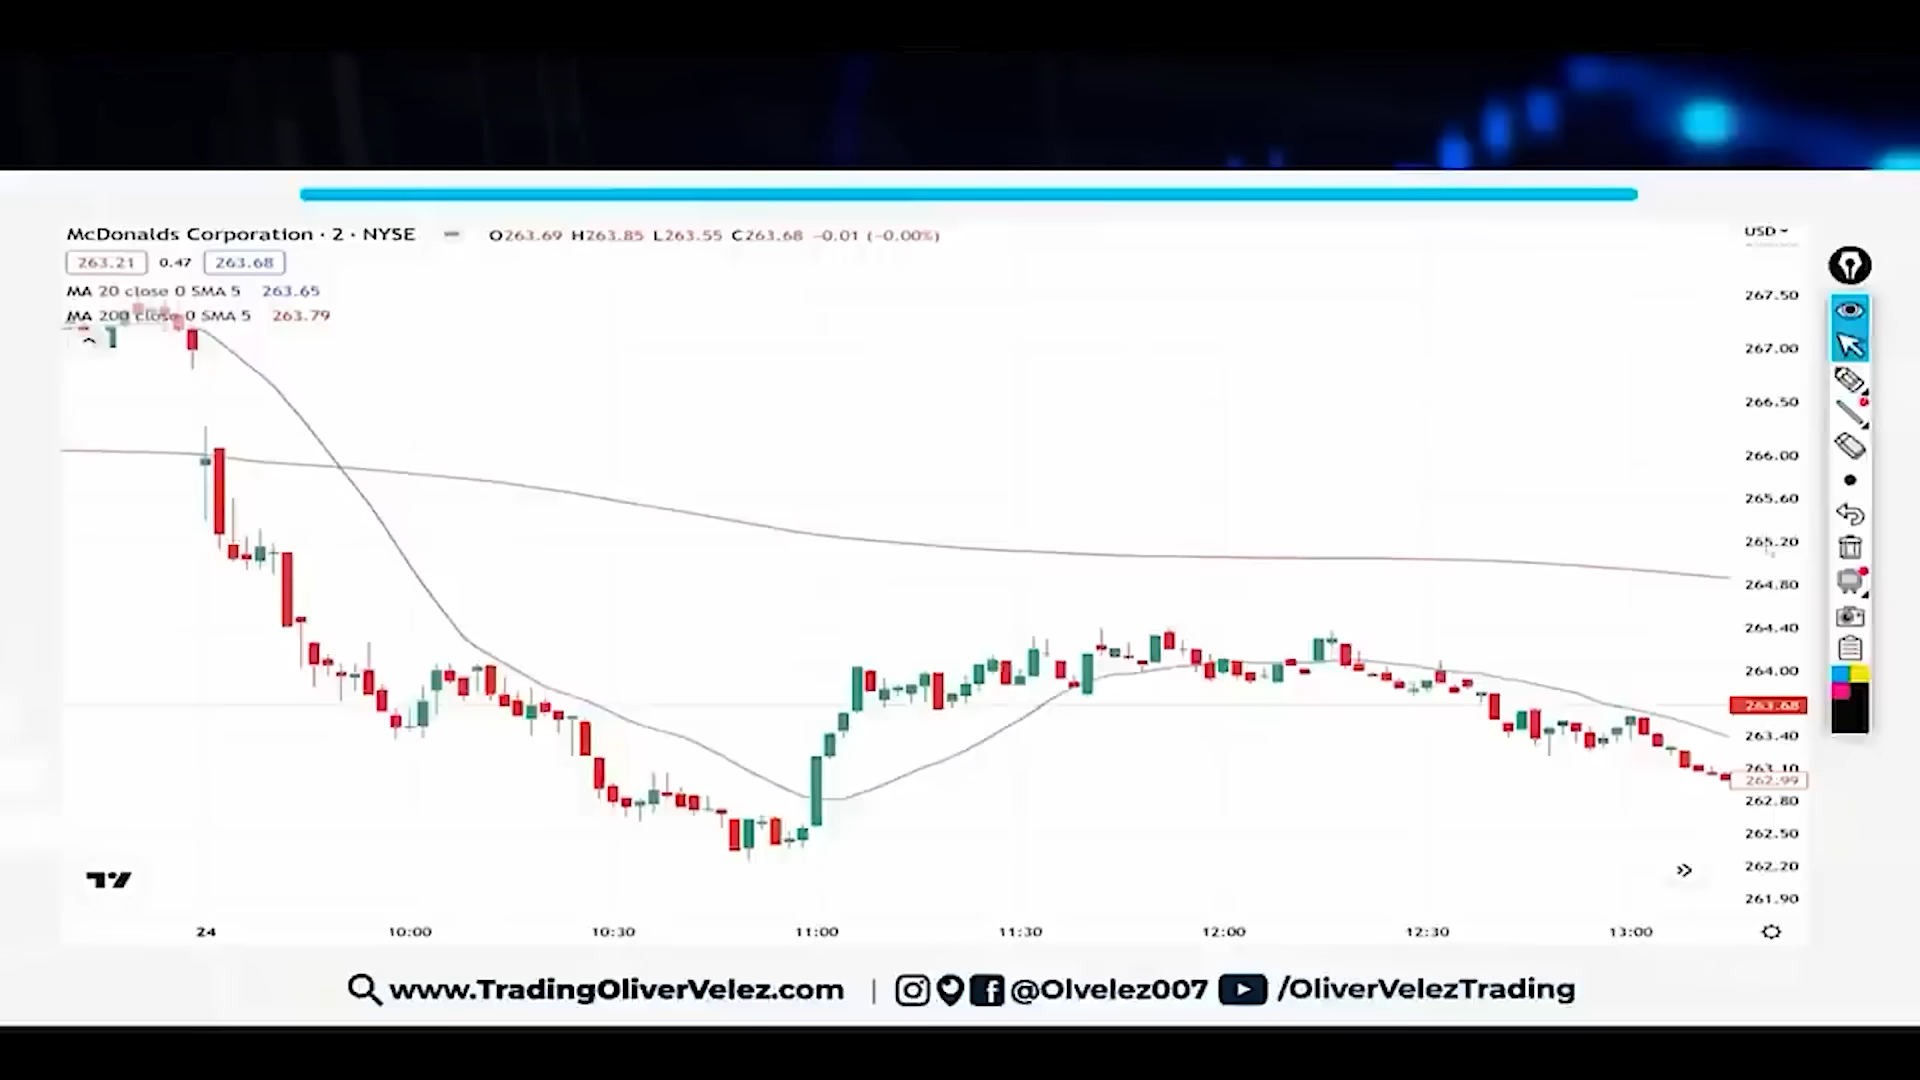 McDonalds Corporation · 2 · NYSE O263.69 H263.85 L263.55 C263.68 −0.01 (−0.00%)
USD
263.21 0.47 263.68
MA 20 close 0 SMA 5 263.65
MA 200 close 0 SMA 5 263.79
267.50
267.00
266.50
266.00
265.60
265.20
264.80
264.40
264.00
263.68
263.40
263.10
262.99
262.80
262.50
262.20
261.90
24 10:00 10:30 11:00 11:30 12:00 12:30 13:00
www.TradingOliverVelez.com | @Olvelez007 /OliverVelezTrading